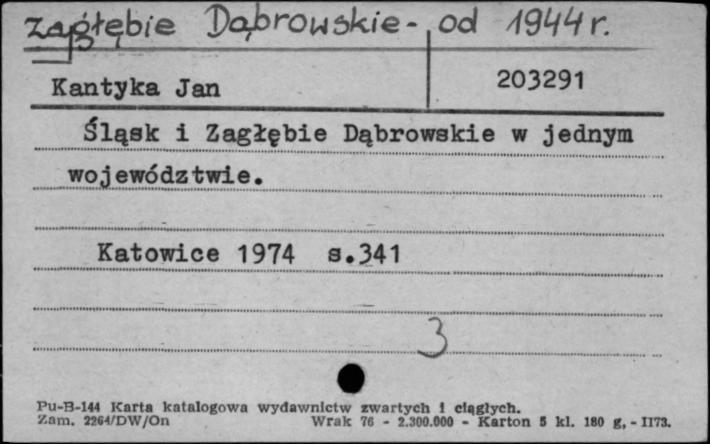 Zagłębie Dąbrowskie - od 1944 r.
Kantyka Jan 203291
Śląsk i Zagłębie Dąbrowskie w jednym
województwie.
Katowice 1974 s.341
3
Pu-B-144 Karta katalogowa wydawnictw zwartych i ciągłych.
Zam. 2264/DW/On Wrak 76 - 2.300.000 - Karton 5 kl. 180 g, - II73.